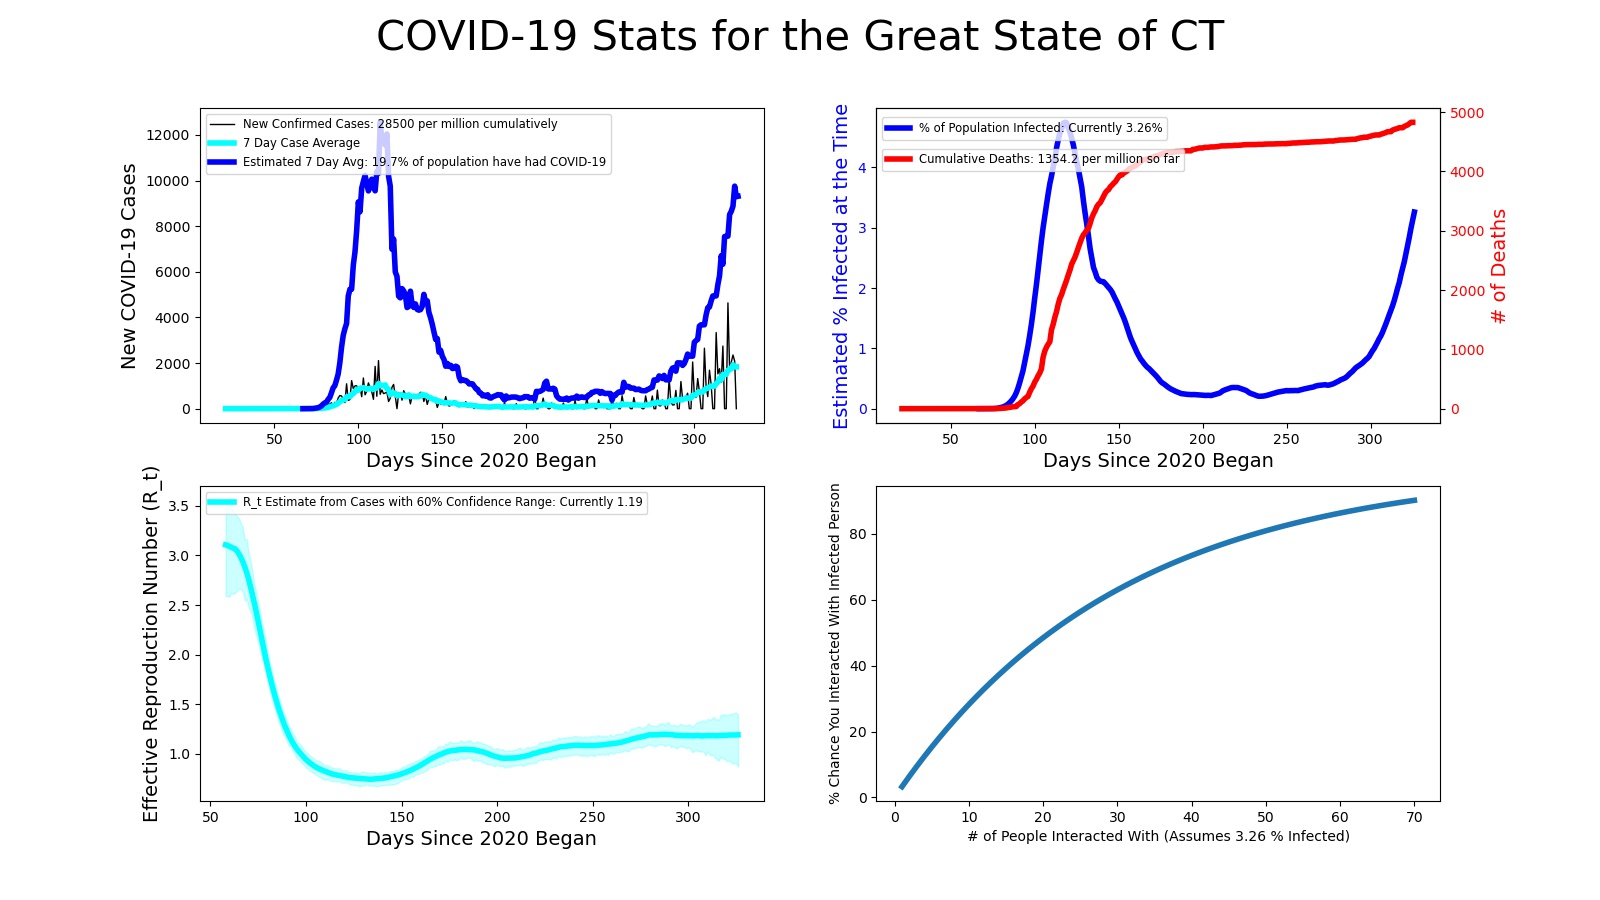 COVID-19 Stats for the Great State of CT
New COVID-19 Cases
12000
10000
8000
6000
4000
2000
0
New Confirmed Cases: 28500 per million cumulatively
7 Day Case Average
Estimated 7 Day Avg: 19.7% of population have had COVID-19
50 100 150 200 250 300
Days Since 2020 Began
Estimated % Infected at the Time
4
3
2
1
0
% of Population Infected: Currently 3.26%
Cumulative Deaths: 1354.2 per million so far
5000
4000
3000
2000
1000
0
# of Deaths
50 100 150 200 250 300
Days Since 2020 Began
Effective Reproduction Number (R_t)
3.5
3.0
2.5
2.0
1.5
1.0
R_t Estimate from Cases with 60% Confidence Range: Currently 1.19
50 100 150 200 250 300
Days Since 2020 Began
% Chance You Interacted With Infected Person
80
60
40
20
0
0 10 20 30 40 50 60 70
# of People Interacted With (Assumes 3.26 % Infected)